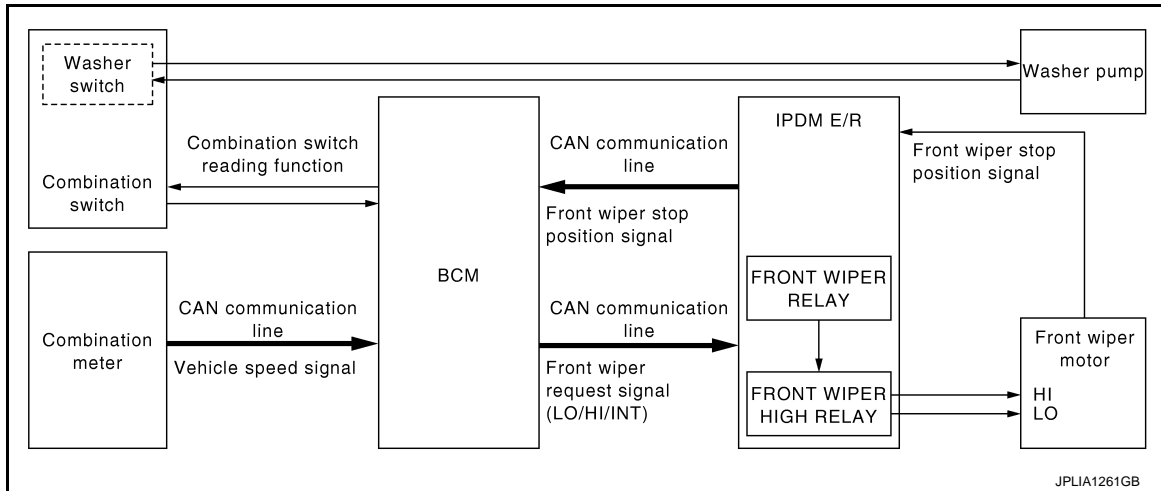 Washer
switch
Combination
switch
Washer pump
Combination switch
reading function
CAN communication
line
Front wiper stop
position signal
IPDM E/R
Front wiper stop
position signal
BCM
Combination
meter
CAN communication
line
Vehicle speed signal
CAN communication
line
Front wiper
request signal
(LO/HI/INT)
FRONT WIPER
RELAY
FRONT WIPER
HIGH RELAY
Front wiper
motor
HI
LO
JPLIA1261GB